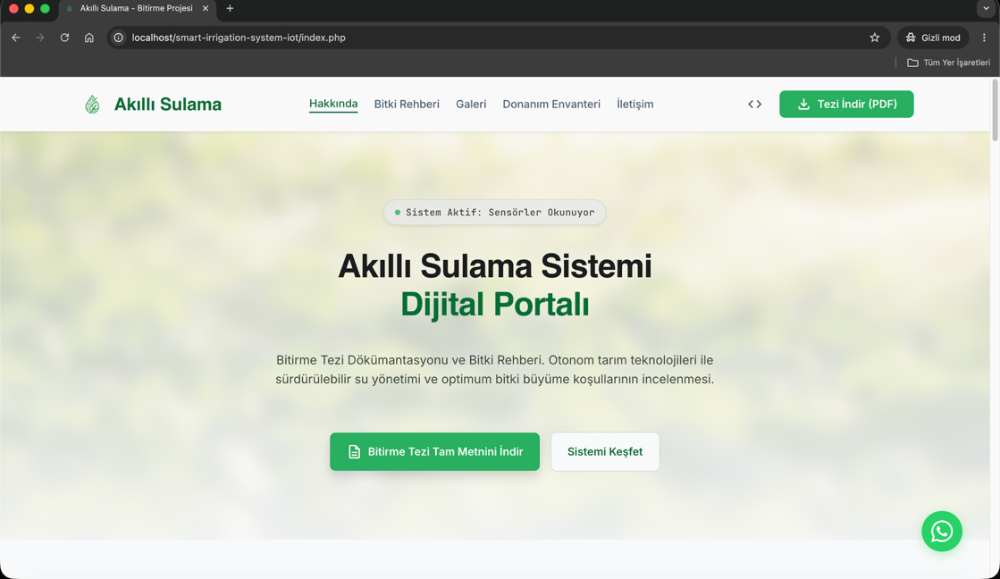 Akıllı Sulama - Bitirme Projesi
localhost/smart-irrigation-system-iot/index.php
Gizli mod
Tüm Yer İşaretleri
Akıllı Sulama
Hakkında
Bitki Rehberi
Galeri
Donanım Envanteri
İletişim
Tezi İndir (PDF)
Sistem Aktif: Sensörler Okunuyor
Akıllı Sulama Sistemi
Dijital Portalı
Bitirme Tezi Dökümantasyonu ve Bitki Rehberi. Otonom tarım teknolojileri ile
sürdürülebilir su yönetimi ve optimum bitki büyüme koşullarının incelenmesi.
Bitirme Tezi Tam Metnini İndir
Sistemi Keşfet